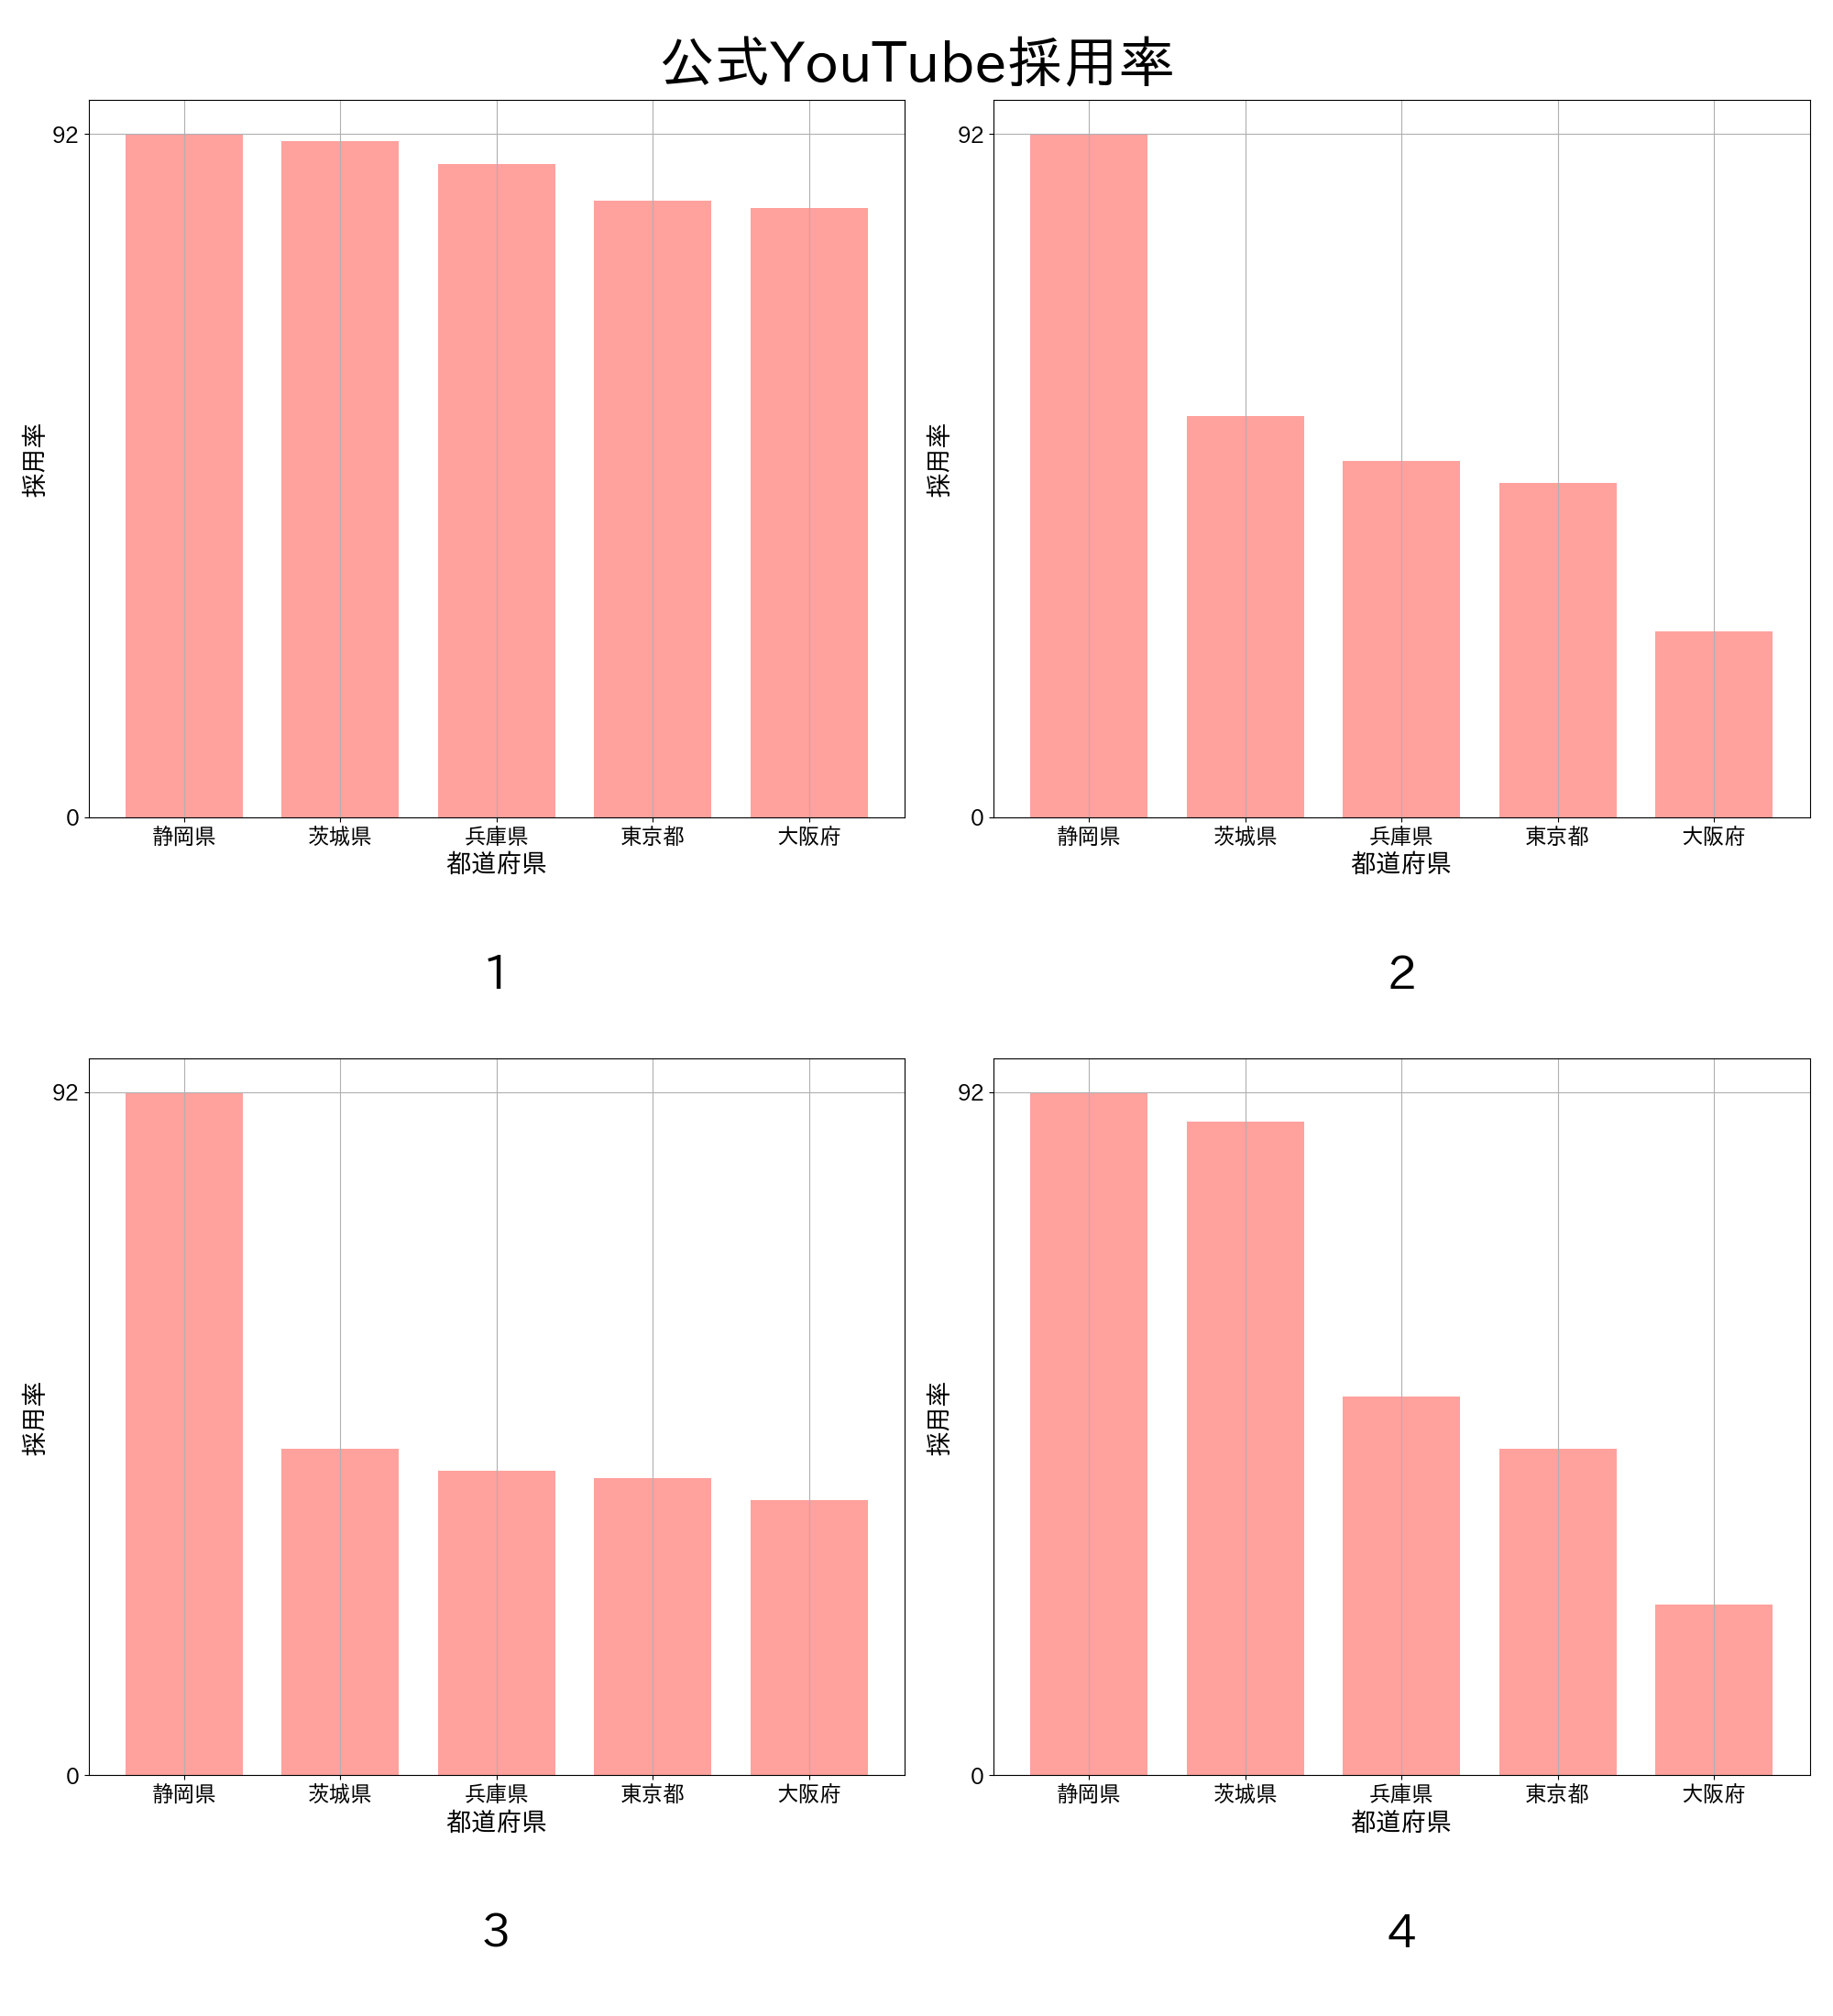 公式YouTube採用率
92
0
採用率
静岡県 茨城県 兵庫県 東京都 大阪府
都道府県
1
92
0
採用率
静岡県 茨城県 兵庫県 東京都 大阪府
都道府県
2
92
0
採用率
静岡県 茨城県 兵庫県 東京都 大阪府
都道府県
3
92
0
採用率
静岡県 茨城県 兵庫県 東京都 大阪府
都道府県
4